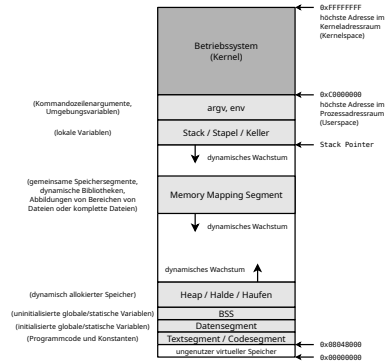 0xFFFFFFFF
höchste Adresse im
Kerneladressraum
(Kernelspace)
Betriebssystem
(Kernel)
0xC0000000
höchste Adresse im
Prozessadressraum
(Userspace)
(Kommandozeilenargumente,
Umgebungsvariablen)
argv, env
(lokale Variablen)
Stack / Stapel / Keller
Stack Pointer
dynamisches Wachstum
(gemeinsame Speichersegmente,
dynamische Bibliotheken,
Abbildungen von Bereichen von
Dateien oder komplette Dateien)
Memory Mapping Segment
dynamisches Wachstum
dynamisches Wachstum
(dynamisch allokierter Speicher)
Heap / Halde / Haufen
(uninitialisierte globale/statische Variablen)
BSS
(initialisierte globale/statische Variablen)
Datensegment
(Programmcode und Konstanten)
Textsegment / Codesegment
0x08048000
ungenutzer virtueller Speicher
0x00000000